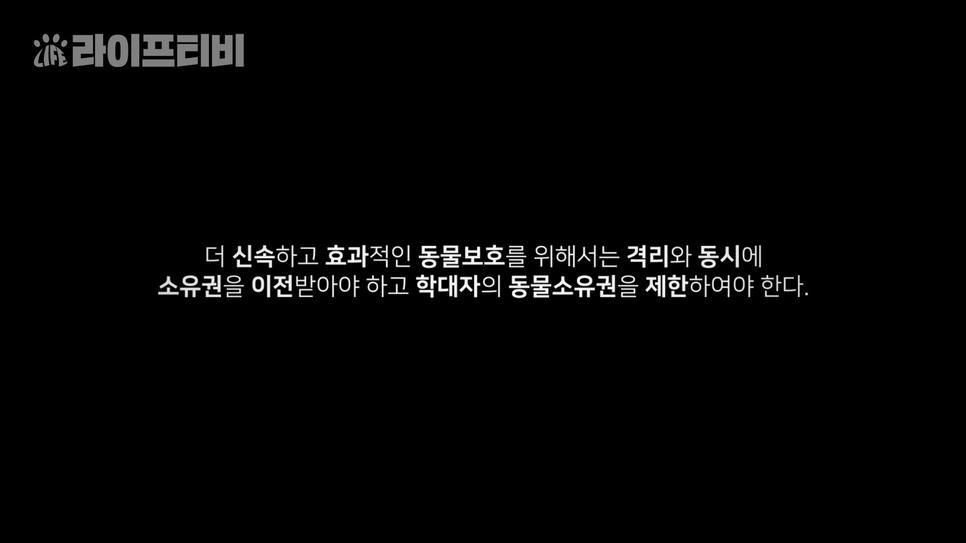 LIFE 라이프티비
더 신속하고 효과적인 동물보호를 위해서는 격리와 동시에
소유권을 이전받아야 하고 학대자의 동물소유권을 제한하여야 한다.